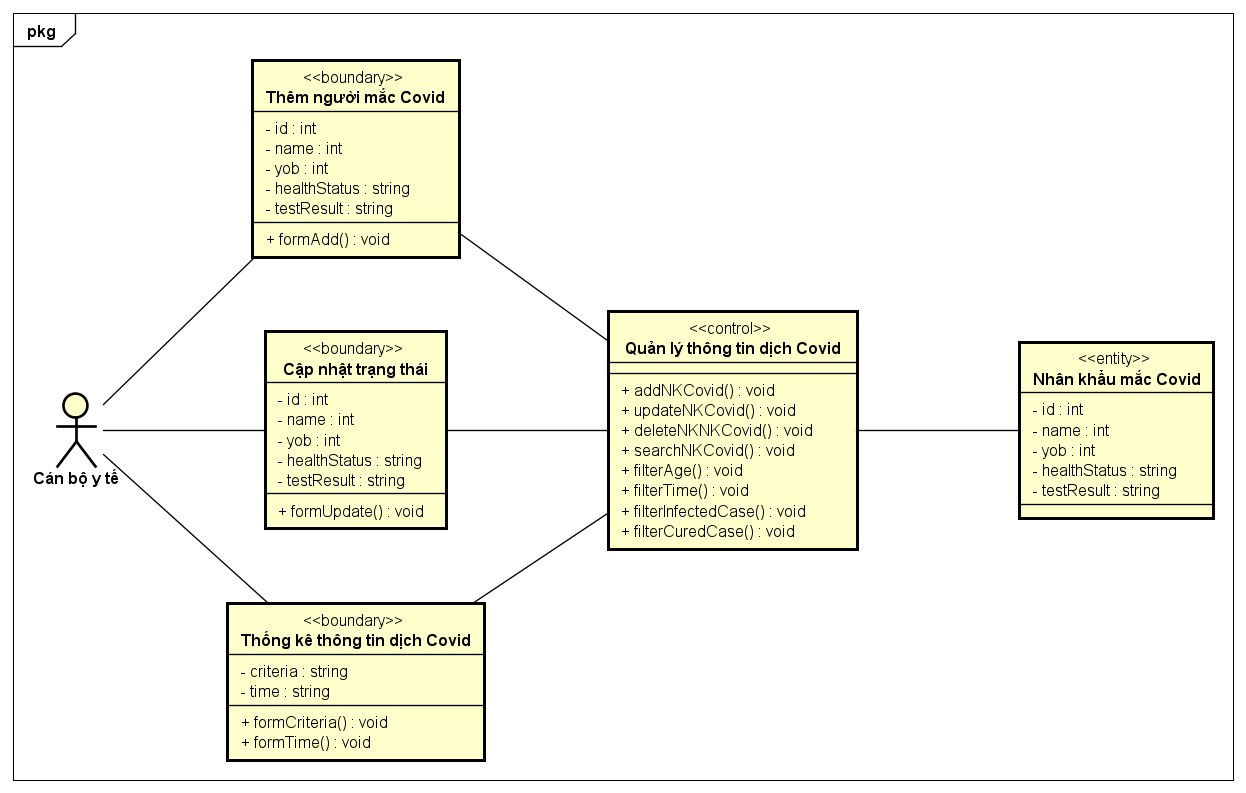 pkg
<<boundary>>
Thêm người mắc Covid
- id : int
- name : int
- yob : int
- healthStatus : string
- testResult : string
+ formAdd() : void
Cán bộ y tế
<<boundary>>
Cập nhật trạng thái
- id : int
- name : int
- yob : int
- healthStatus : string
- testResult : string
+ formUpdate() : void
<<boundary>>
Thống kê thông tin dịch Covid
- criteria : string
- time : string
+ formCriteria() : void
+ formTime() : void
<<control>>
Quản lý thông tin dịch Covid
+ addNKCovid() : void
+ updateNKCovid() : void
+ deleteNKNKCovid() : void
+ searchNKCovid() : void
+ filterAge() : void
+ filterTime() : void
+ filterInfectedCase() : void
+ filterCuredCase() : void
<<entity>>
Nhân khẩu mắc Covid
- id : int
- name : int
- yob : int
- healthStatus : string
- testResult : string